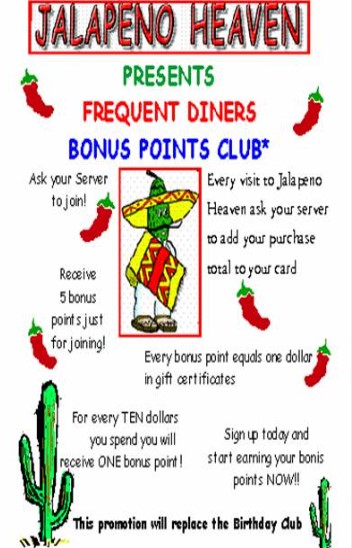 JALAPENO HEAVEN
PRESENTS
FREQUENT DINERS
BONUS POINTS CLUB*
Ask your Server
to join!
Every visit to Jalapeno
Heaven ask your server
to add your purchase
total to your card
Receive
5 bonus
points just
for joining!
Every bonus point equals one dollar
in gift certificates
For every TEN dollars
you spend you will
receive ONE bonus point!
Sign up today and
start earning your bonis
points NOW!!
This promotion will replace the Birthday Club